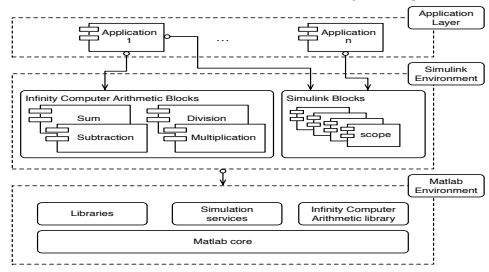 Application
Layer
Application
1
...
Application
n
Simulink
Environment
Infinity Computer Arithmetic Blocks
Sum
Subtraction
Division
Multiplication
Simulink Blocks
scope
Matlab
Environment
Libraries
Simulation
services
Infinity Computer
Arithmetic library
Matlab core